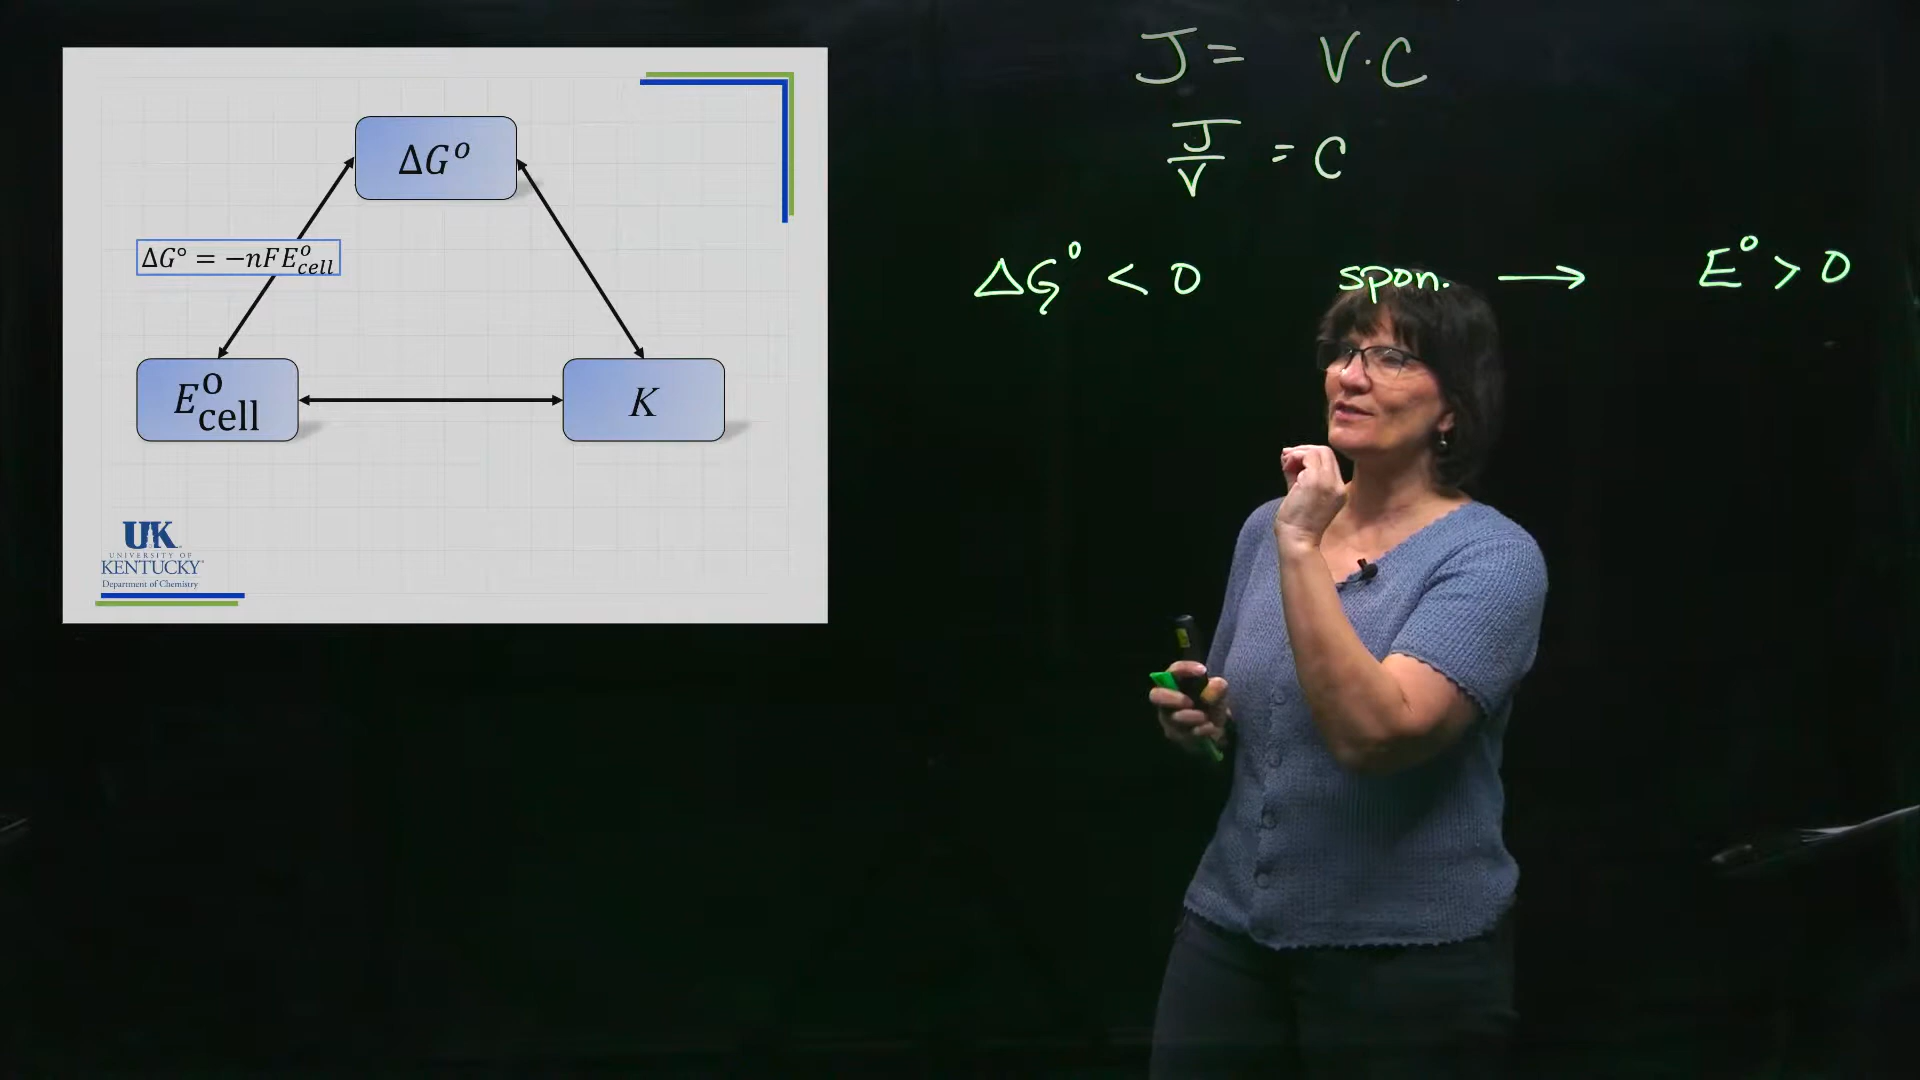 ΔG°
ΔG° = −nFE°cell
E°cell
K
UK
UNIVERSITY OF
KENTUCKY
Department of Chemistry
J = V·C
J/V = C
ΔG° < 0 spon. → E° > 0